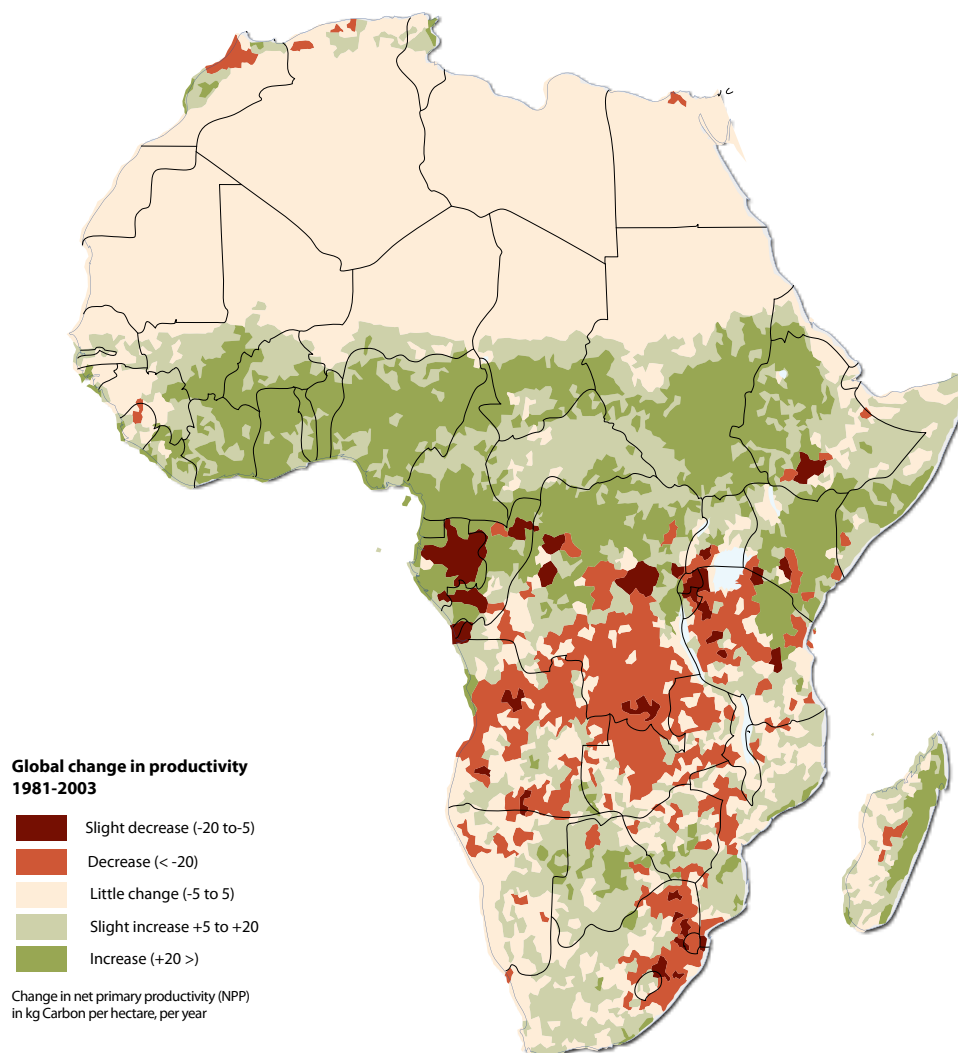 Global change in productivity
1981-2003
Slight decrease (-20 to-5)
Decrease (< -20)
Little change (-5 to 5)
Slight increase +5 to +20
Increase (+20 >)
Change in net primary productivity (NPP)
in kg Carbon per hectare, per year